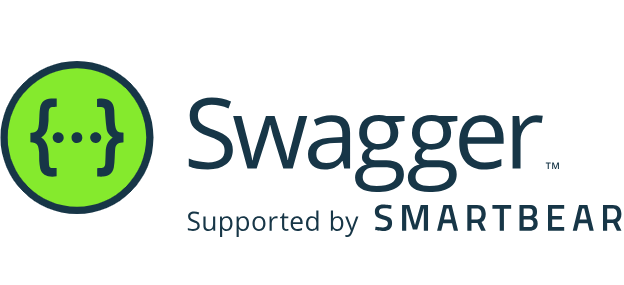 {...}
Swagger™
Supported by SMARTBEAR